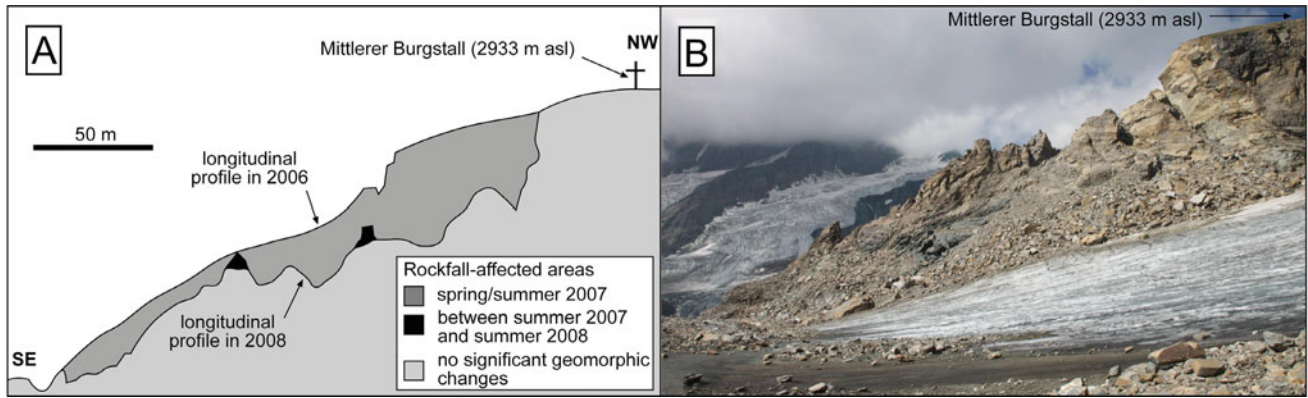 A
Mittlerer Burgstall (2933 m asl)
NW
50 m
longitudinal
profile in 2006
longitudinal
profile in 2008
SE
Rockfall-affected areas
spring/summer 2007
between summer 2007
and summer 2008
no significant geomorphic
changes
B
Mittlerer Burgstall (2933 m asl)